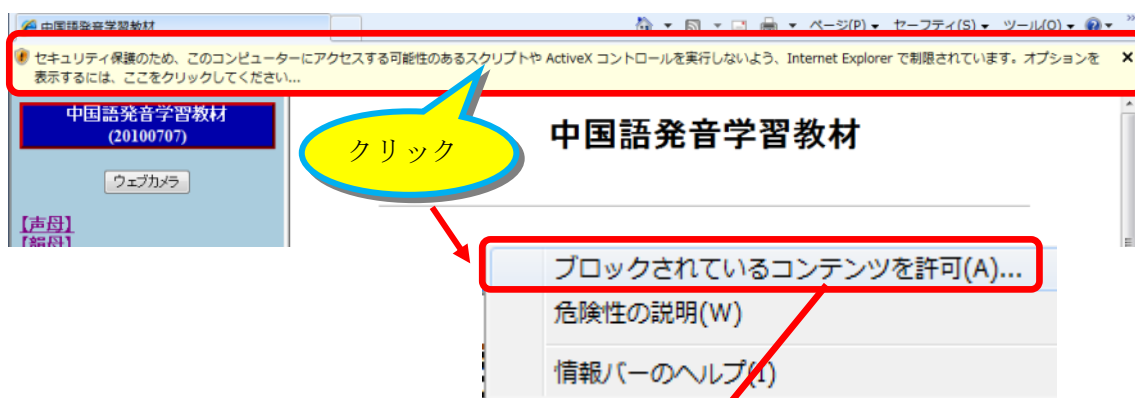 中国語発音学習教材
ページ(P) セーフティ(S) ツール(O)
セキュリティ保護のため、このコンピューターにアクセスする可能性のあるスクリプトや ActiveX コントロールを実行しないよう、Internet Explorer で制限されています。オプションを
表示するには、ここをクリックしてください...
中国語発音学習教材
(20100707)
ウェブカメラ
【声母】
【韻母】
クリック
中国語発音学習教材
ブロックされているコンテンツを許可(A)...
危険性の説明(W)
情報バーのヘルプ(I)